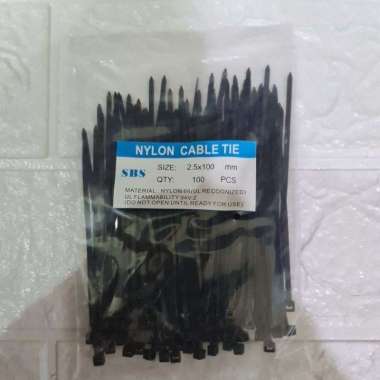 NYLON CABLE TIE
SBS
SIZE: 2.5x100 mm
QTY: 100 PCS
MATERIAL: NYLON 66(UL RECOGNIZED)
UL FLAMMABILITY 94V-2
(DO NOT OPEN UNTIL READY FOR USE)